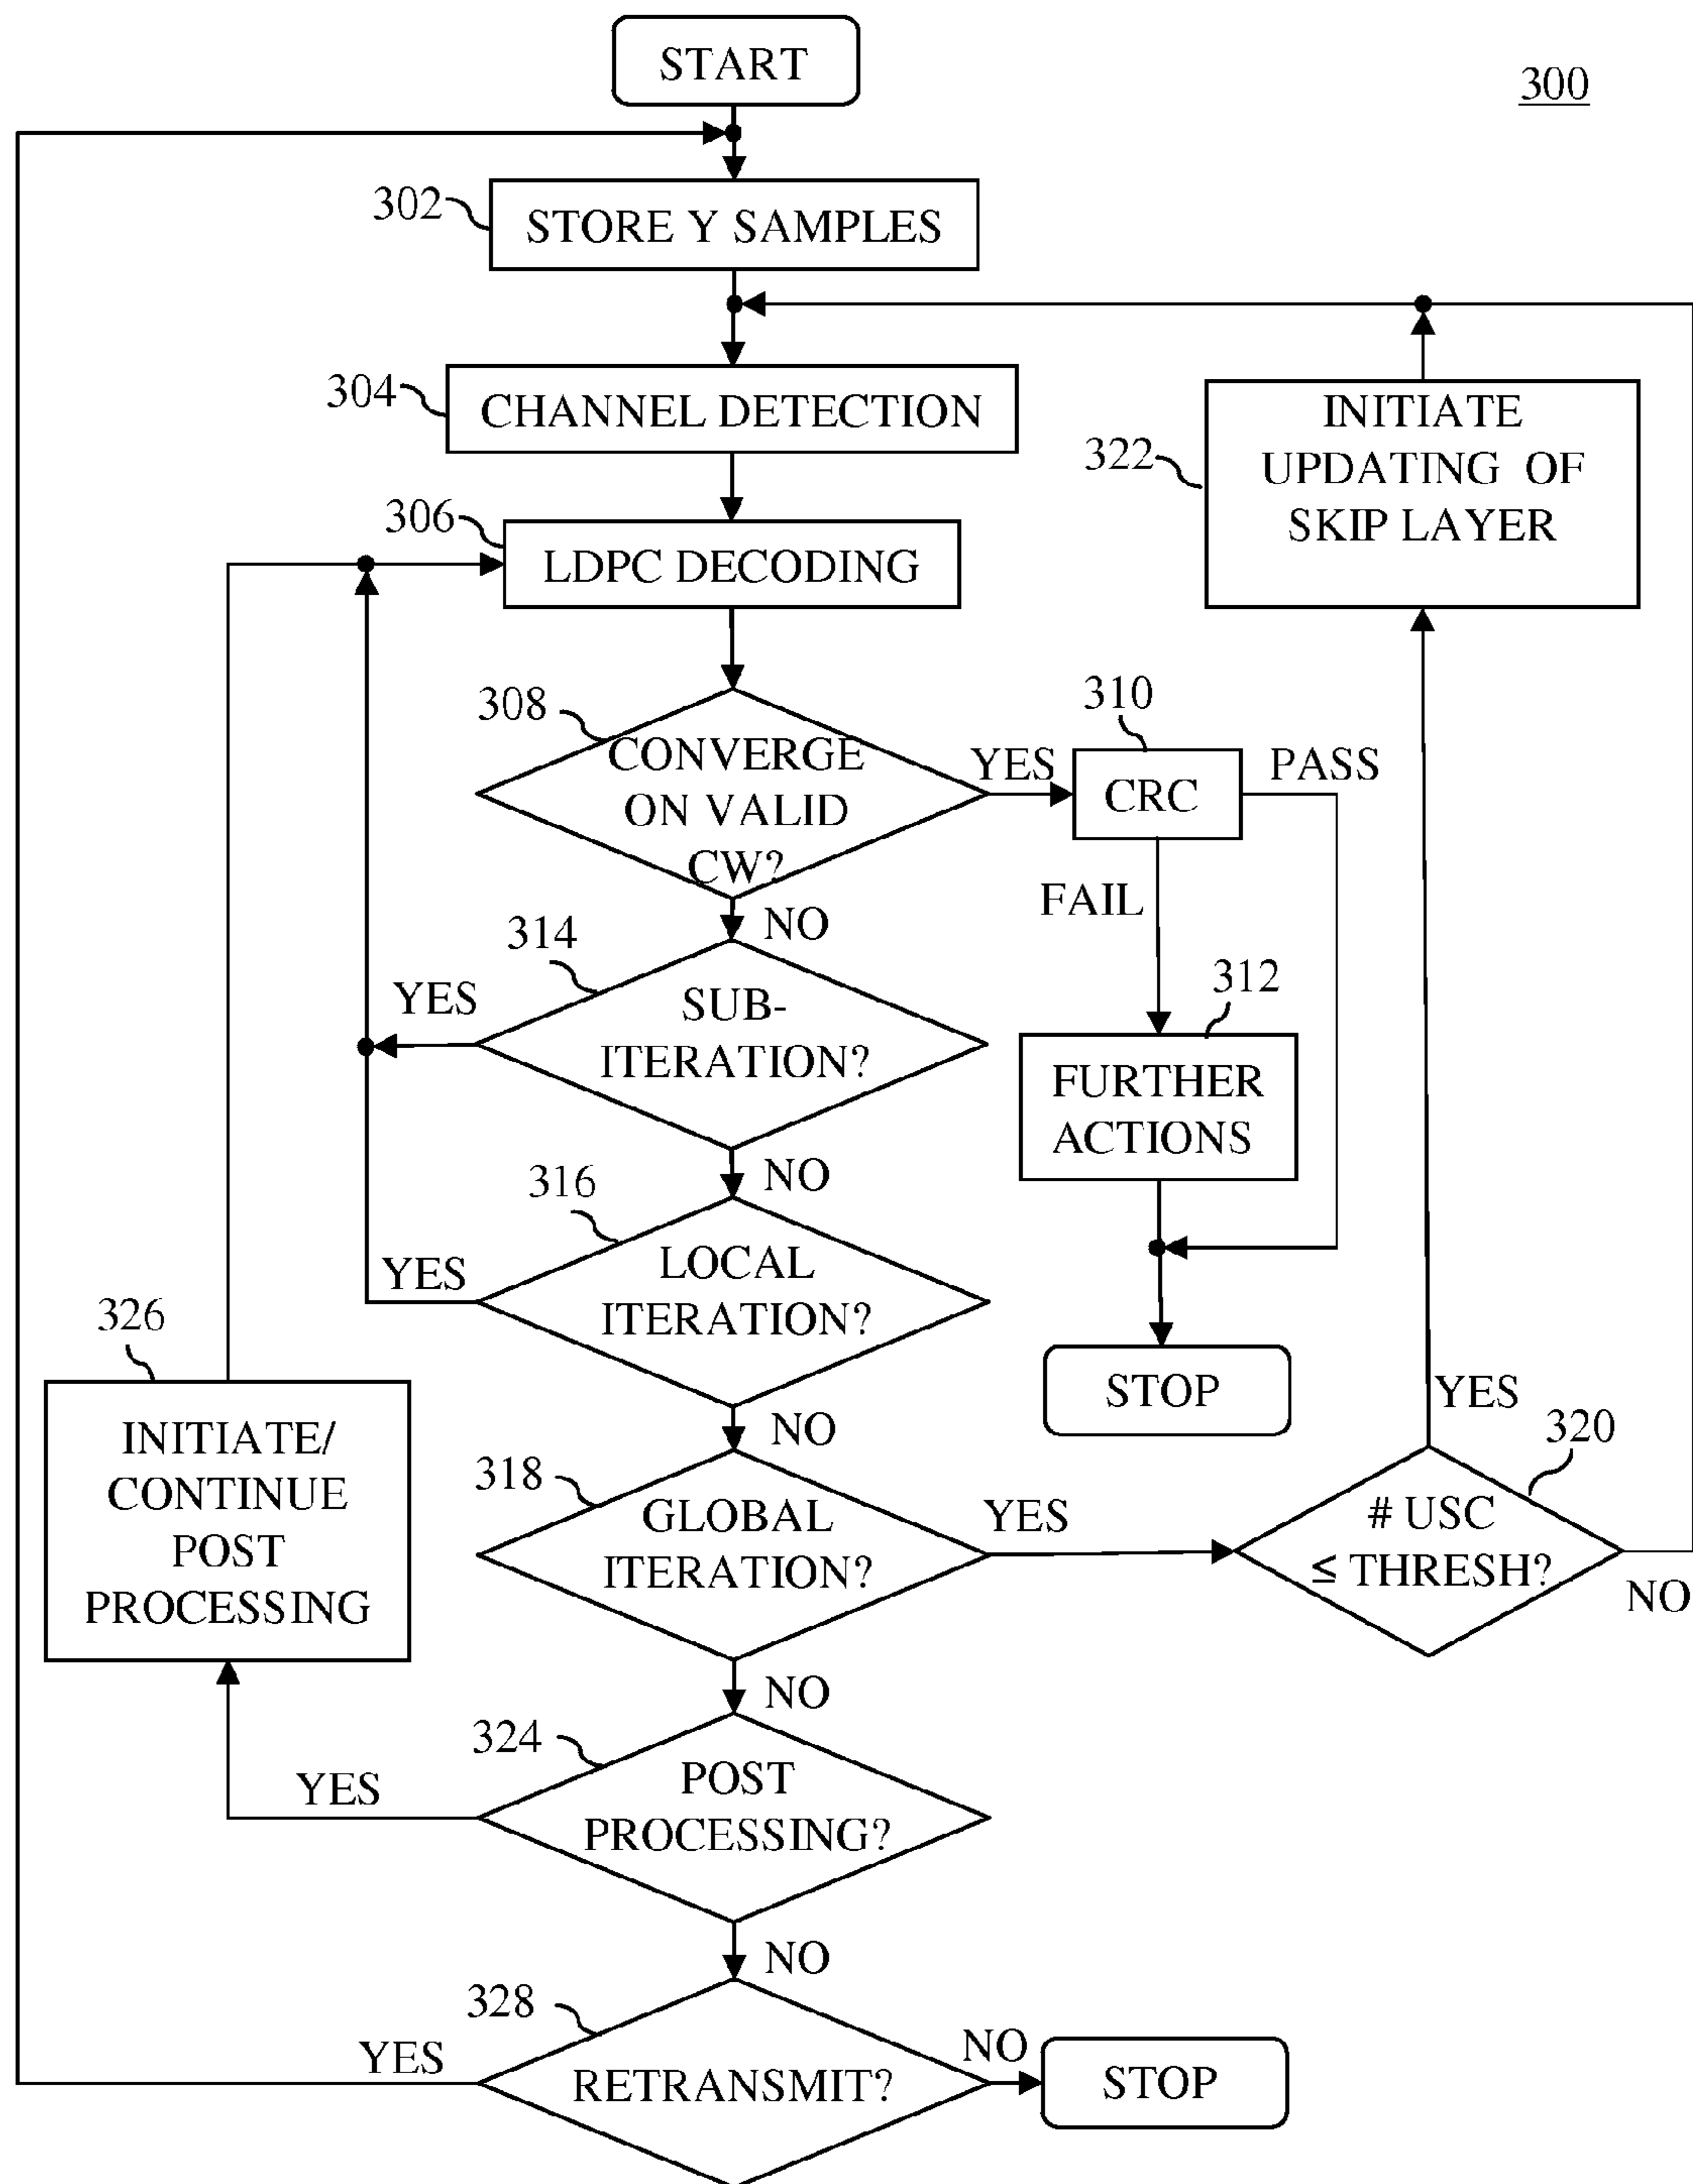 START
300
302
STORE Y SAMPLES
304
CHANNEL DETECTION
INITIATE
UPDATING OF
SKIP LAYER
322
306
LDPC DECODING
308
CONVERGE
ON VALID
CW?
YES
310
CRC
PASS
FAIL
NO
314
SUB-
ITERATION?
YES
312
FURTHER
ACTIONS
NO
316
LOCAL
ITERATION?
YES
326
INITIATE/
CONTINUE
POST
PROCESSING
STOP
YES
320
NO
318
GLOBAL
ITERATION?
YES
# USC
≤ THRESH?
NO
NO
324
POST
PROCESSING?
YES
NO
328
RETRANSMIT?
YES
NO
STOP